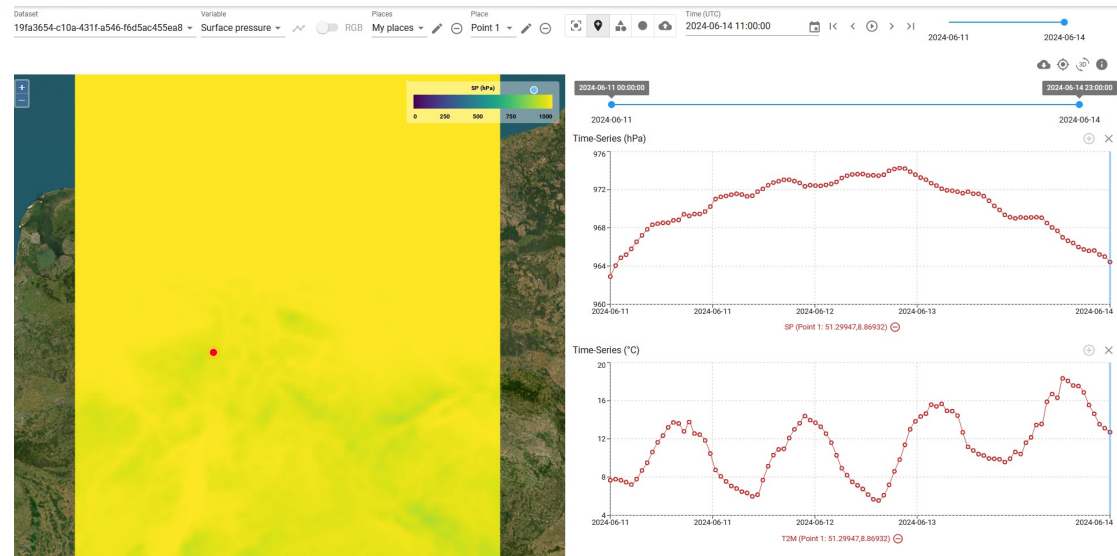 Dataset
19fa3654-c10a-431f-a546-f6d5ac455ea8
Variable
Surface pressure
RGB
Places
My places
Place
Point 1
Time (UTC)
2024-06-14 11:00:00
2024-06-11
2024-06-14
3D
+
−
SP (hPa)
0 250 500 750 1000
2024-06-11 00:00:00
2024-06-14 23:00:00
2024-06-11
2024-06-14
Time-Series (hPa)
976
972
968
964
960
2024-06-11
2024-06-11
2024-06-12
2024-06-13
2024-06-14
SP (Point 1: 51.29947,8.86932)
Time-Series (°C)
20
16
12
8
4
2024-06-11
2024-06-11
2024-06-12
2024-06-13
2024-06-14
T2M (Point 1: 51.29947,8.86932)